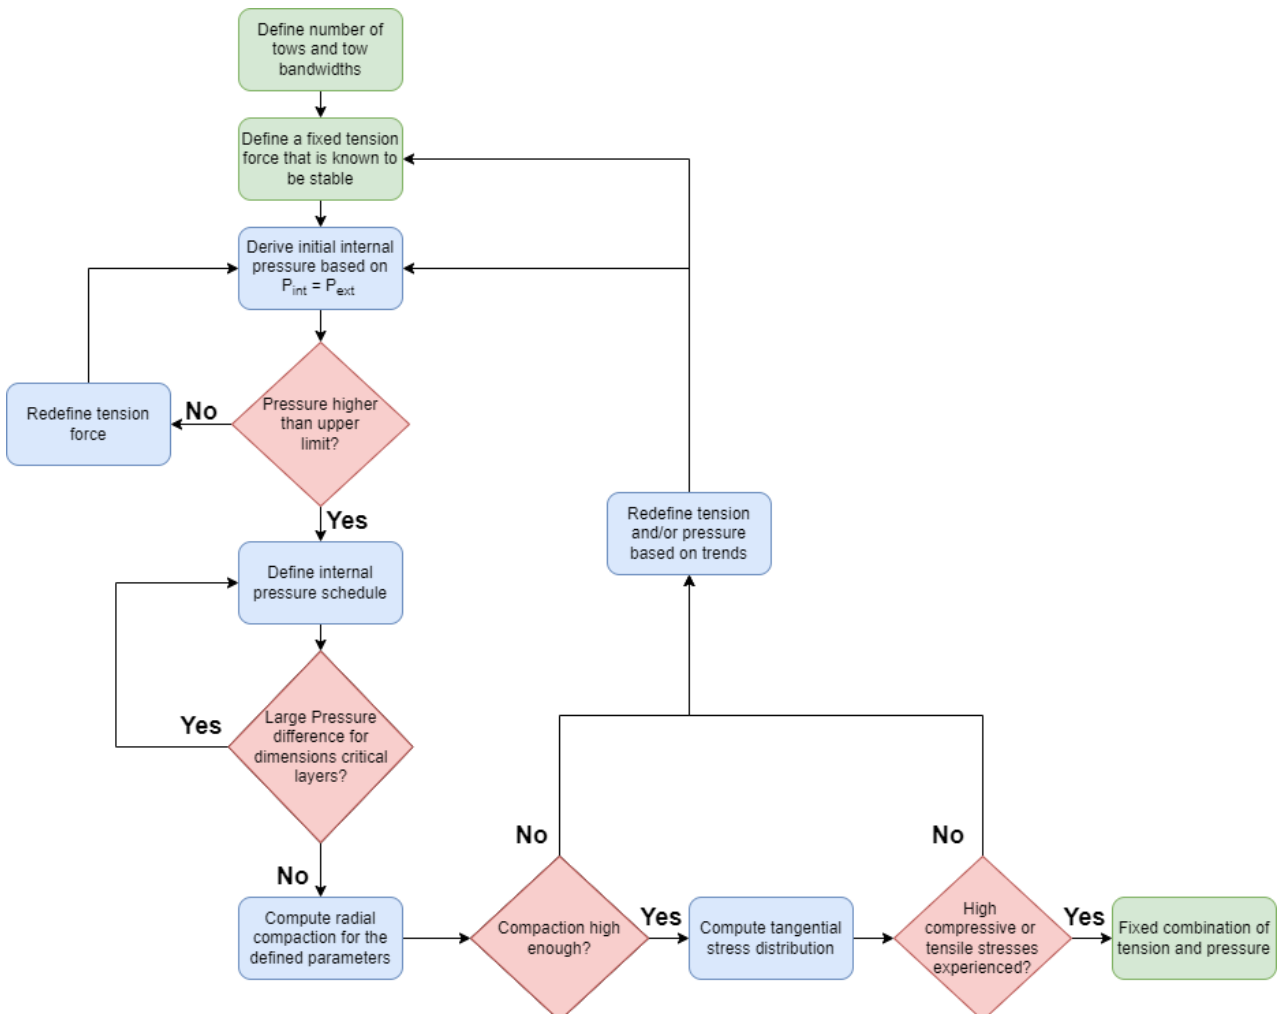 Define number of
tows and tow
bandwidths
Define a fixed tension
force that is known to
be stable
Derive initial internal
pressure based on
Pint = Pext
Pressure higher
than upper
limit?
No
Redefine tension
force
Yes
Define internal
pressure schedule
Redefine tension
and/or pressure
based on trends
Large Pressure
difference for
dimensions critical
layers?
Yes
No
Compute radial
compaction for the
defined parameters
Compaction high
enough?
No
Yes
Compute tangential
stress distribution
High
compressive or
tensile stresses
experienced?
No
Yes
Fixed combination of
tension and pressure